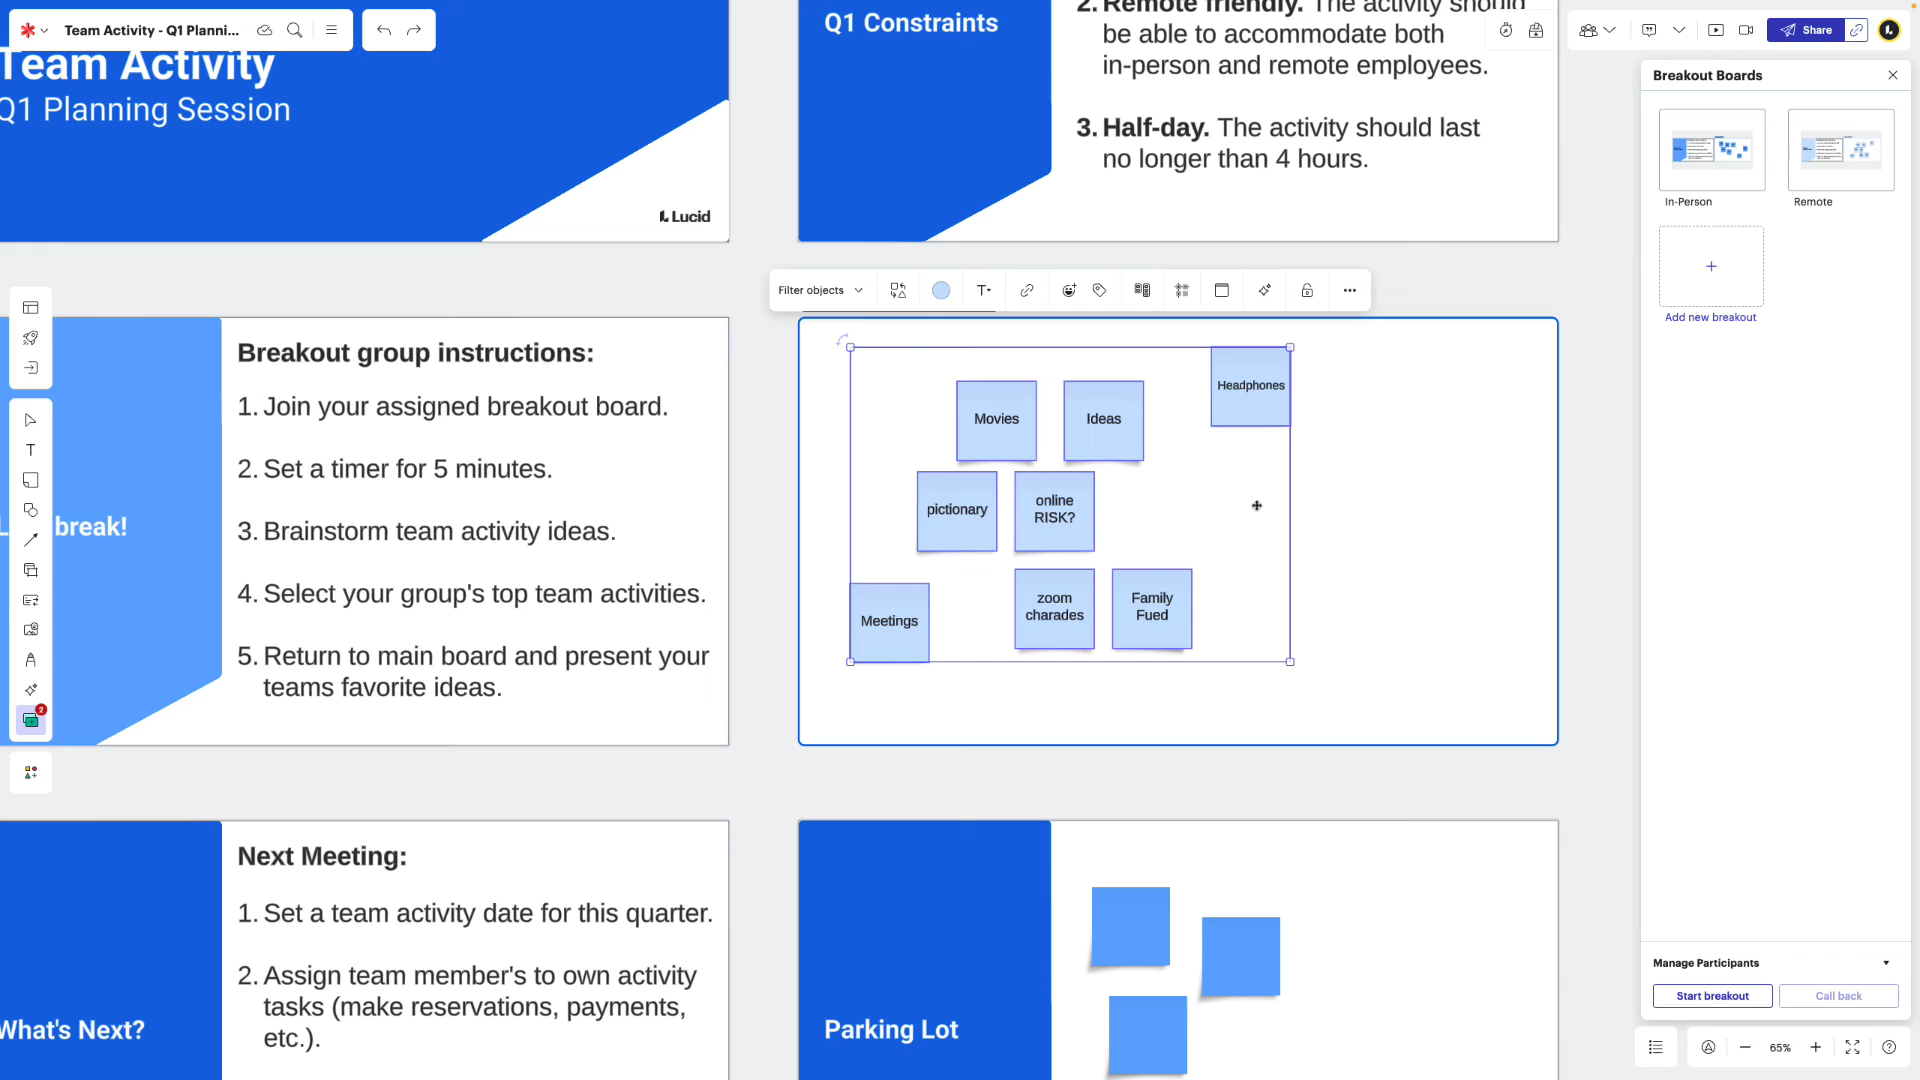 Team Activity - Q1 Planni...
Share
Team Activity
Q1 Planning Session
Lucid
Q1 Constraints
2. Remote friendly. The activity should
be able to accommodate both
in-person and remote employees.
3. Half-day. The activity should last
no longer than 4 hours.
Breakout Boards
In-Person
Remote
Add new breakout
Filter objects
break!
Breakout group instructions:
1. Join your assigned breakout board.
2. Set a timer for 5 minutes.
3. Brainstorm team activity ideas.
4. Select your group's top team activities.
5. Return to main board and present your
teams favorite ideas.
Headphones
Movies
Ideas
pictionary
online
RISK?
Meetings
zoom
charades
Family
Fued
2
What's Next?
Next Meeting:
1. Set a team activity date for this quarter.
2. Assign team member's to own activity
tasks (make reservations, payments,
etc.).
Parking Lot
Manage Participants
Start breakout
Call back
65%